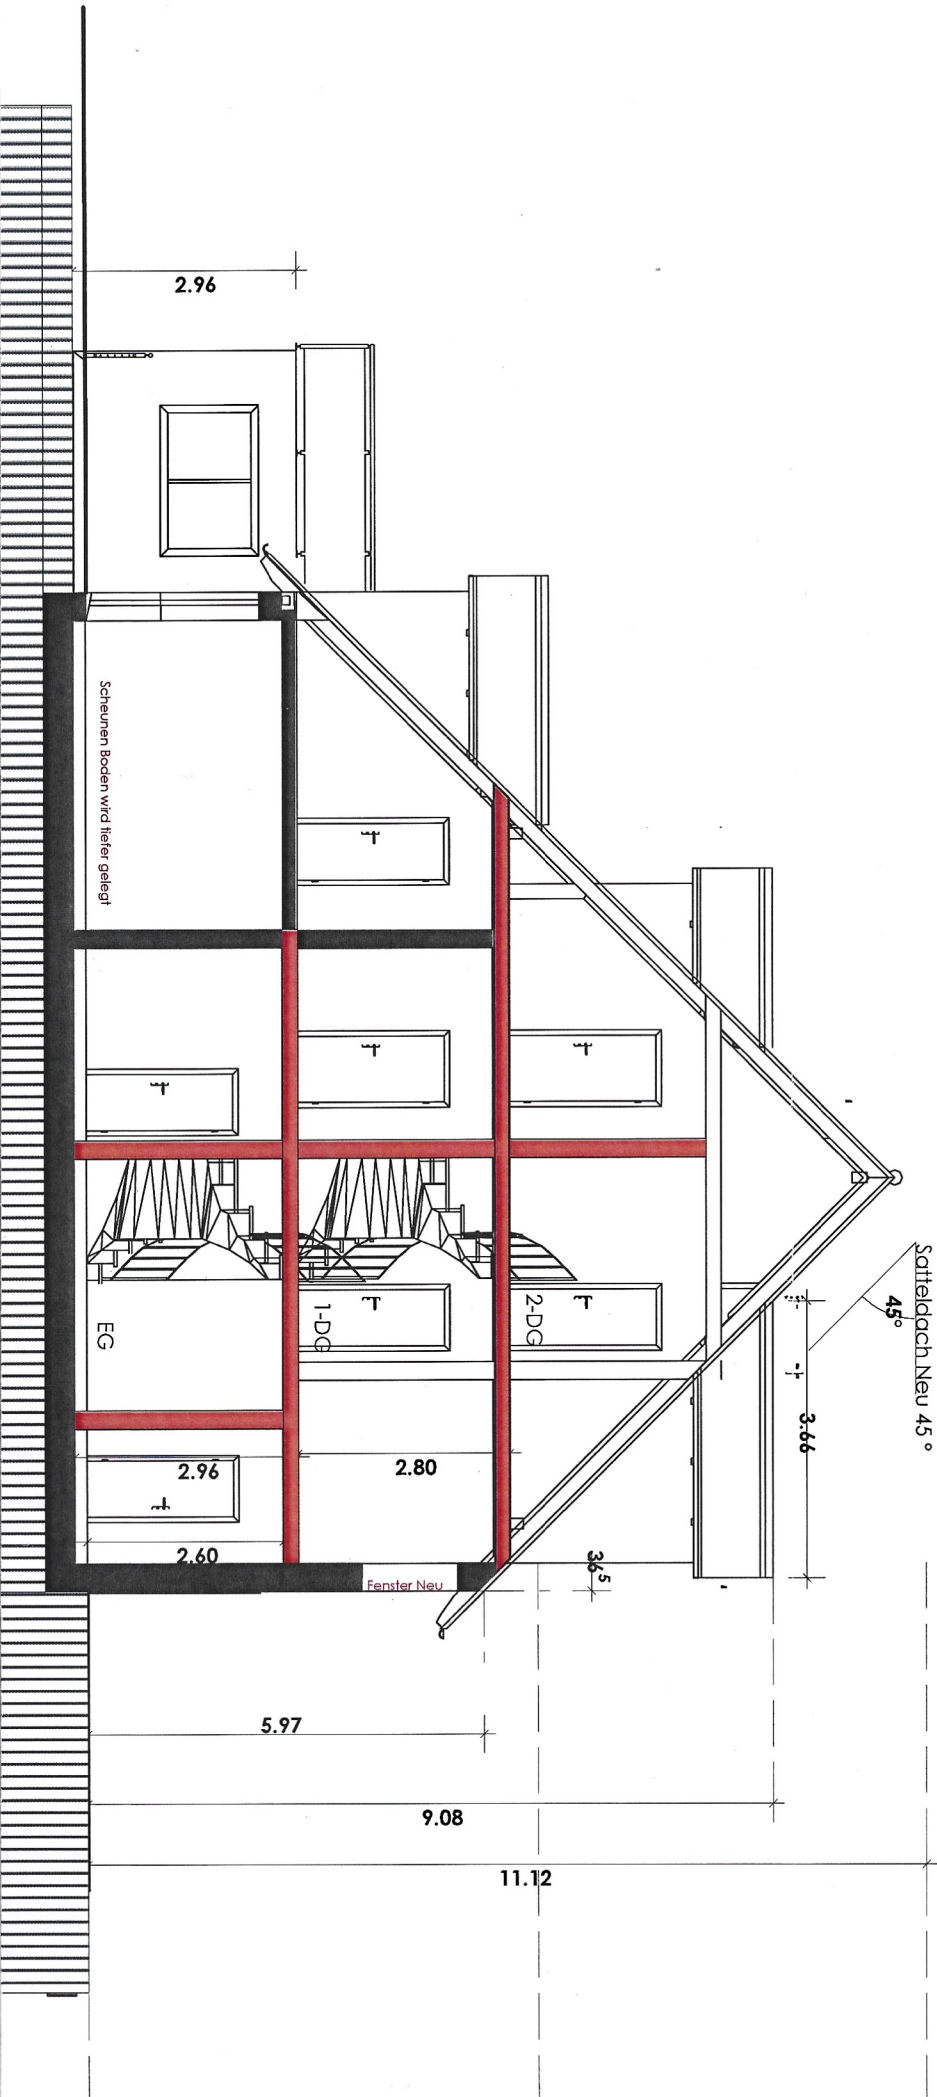 Satteldach Neu 45°
45°
3.66
36⁵
2-DG
1-DG
EG
2.96
2.80
2.96
2.60
Fenster Neu
Scheunen Boden wird tiefer gelegt
5.97
9.08
11.12